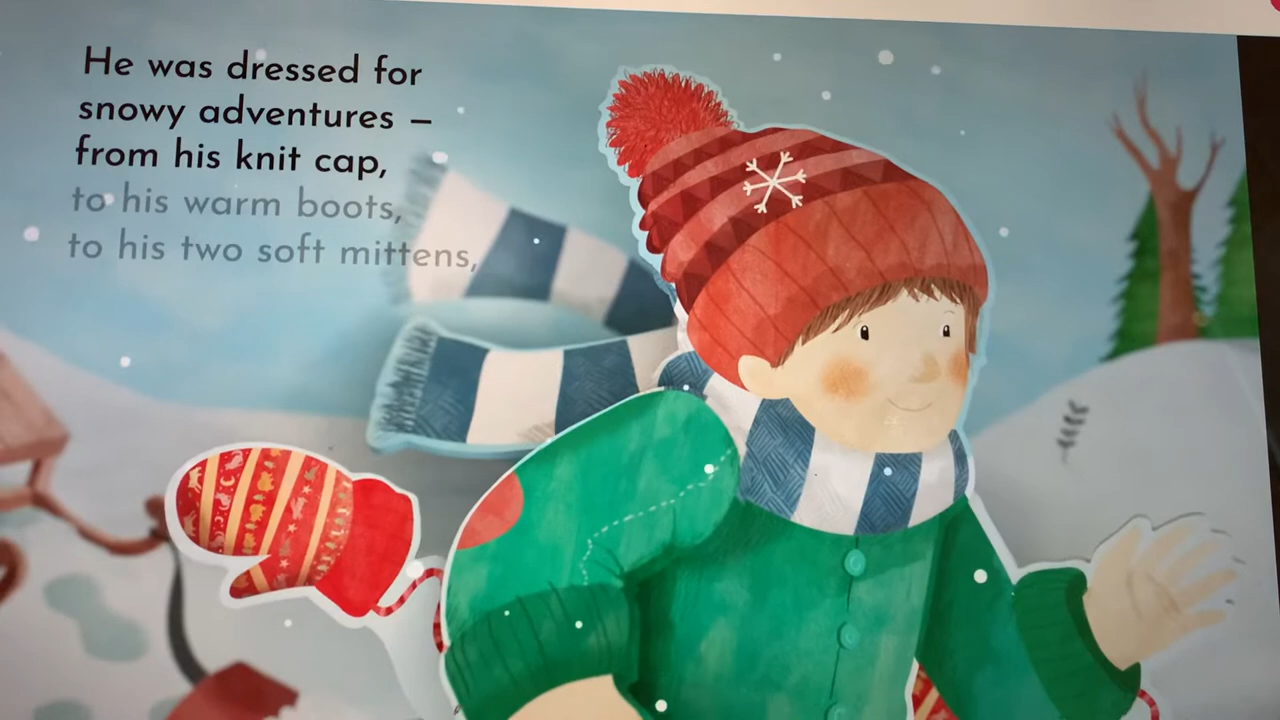 He was dressed for
snowy adventures –
from his knit cap,
to his warm boots,
to his two soft mittens,